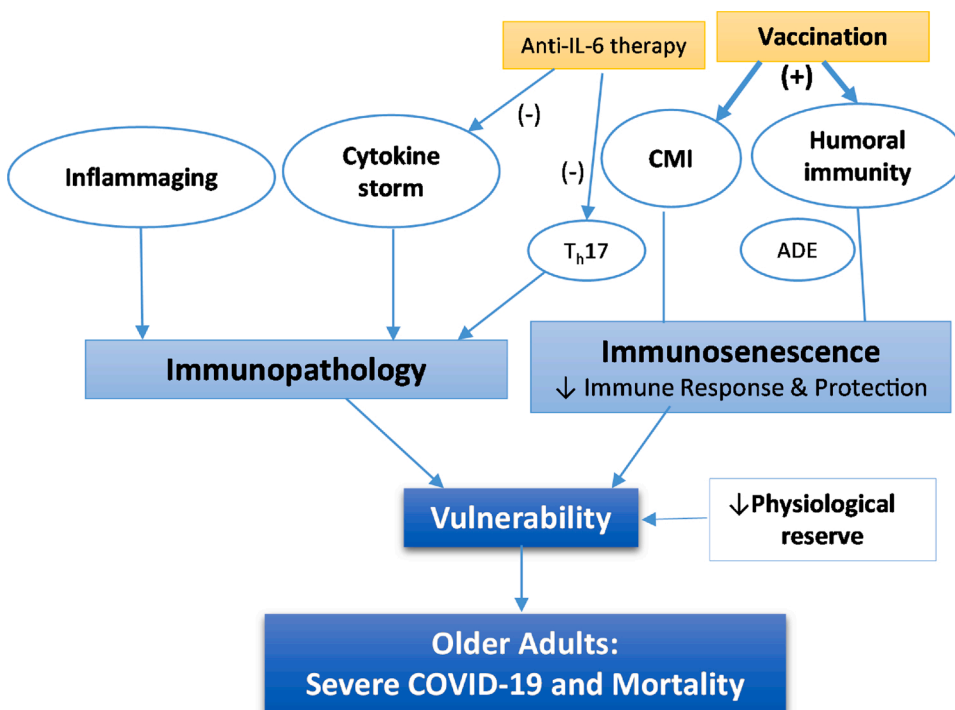 Anti-IL-6 therapy
Vaccination
(+)
(-)
Inflammaging
Cytokine
storm
(-)
CMI
Humoral
immunity
Th17
ADE
Immunopathology
Immunosenescence
↓ Immune Response & Protection
Vulnerability
↓Physiological
reserve
Older Adults:
Severe COVID-19 and Mortality